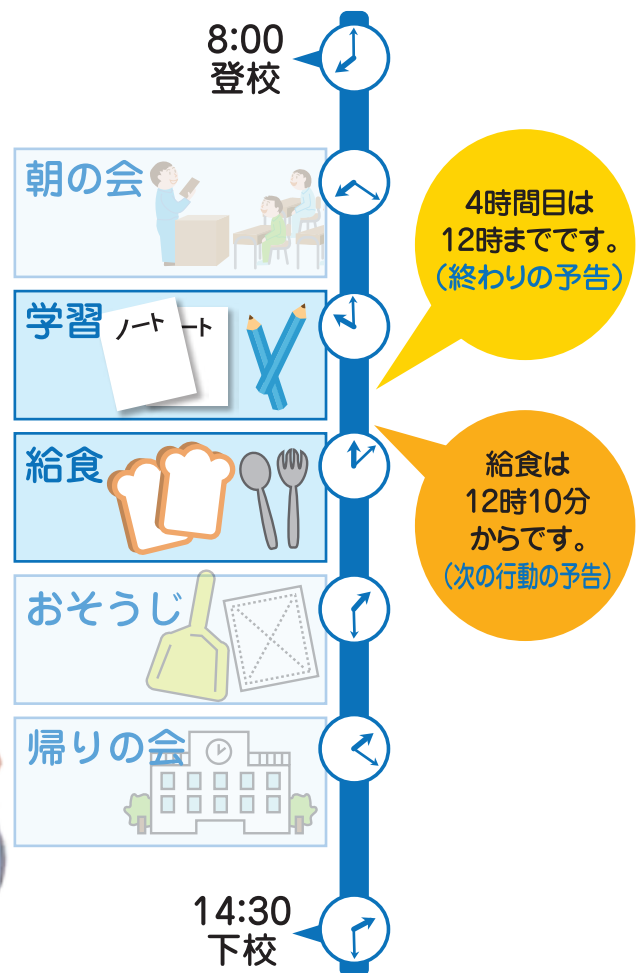 8:00
登校
朝の会
4時間目は
12時までです。
（終わりの予告）
学習
ノート
ート
給食
給食は
12時10分
からです。
（次の行動の予告）
おそうじ
帰りの会
14:30
下校